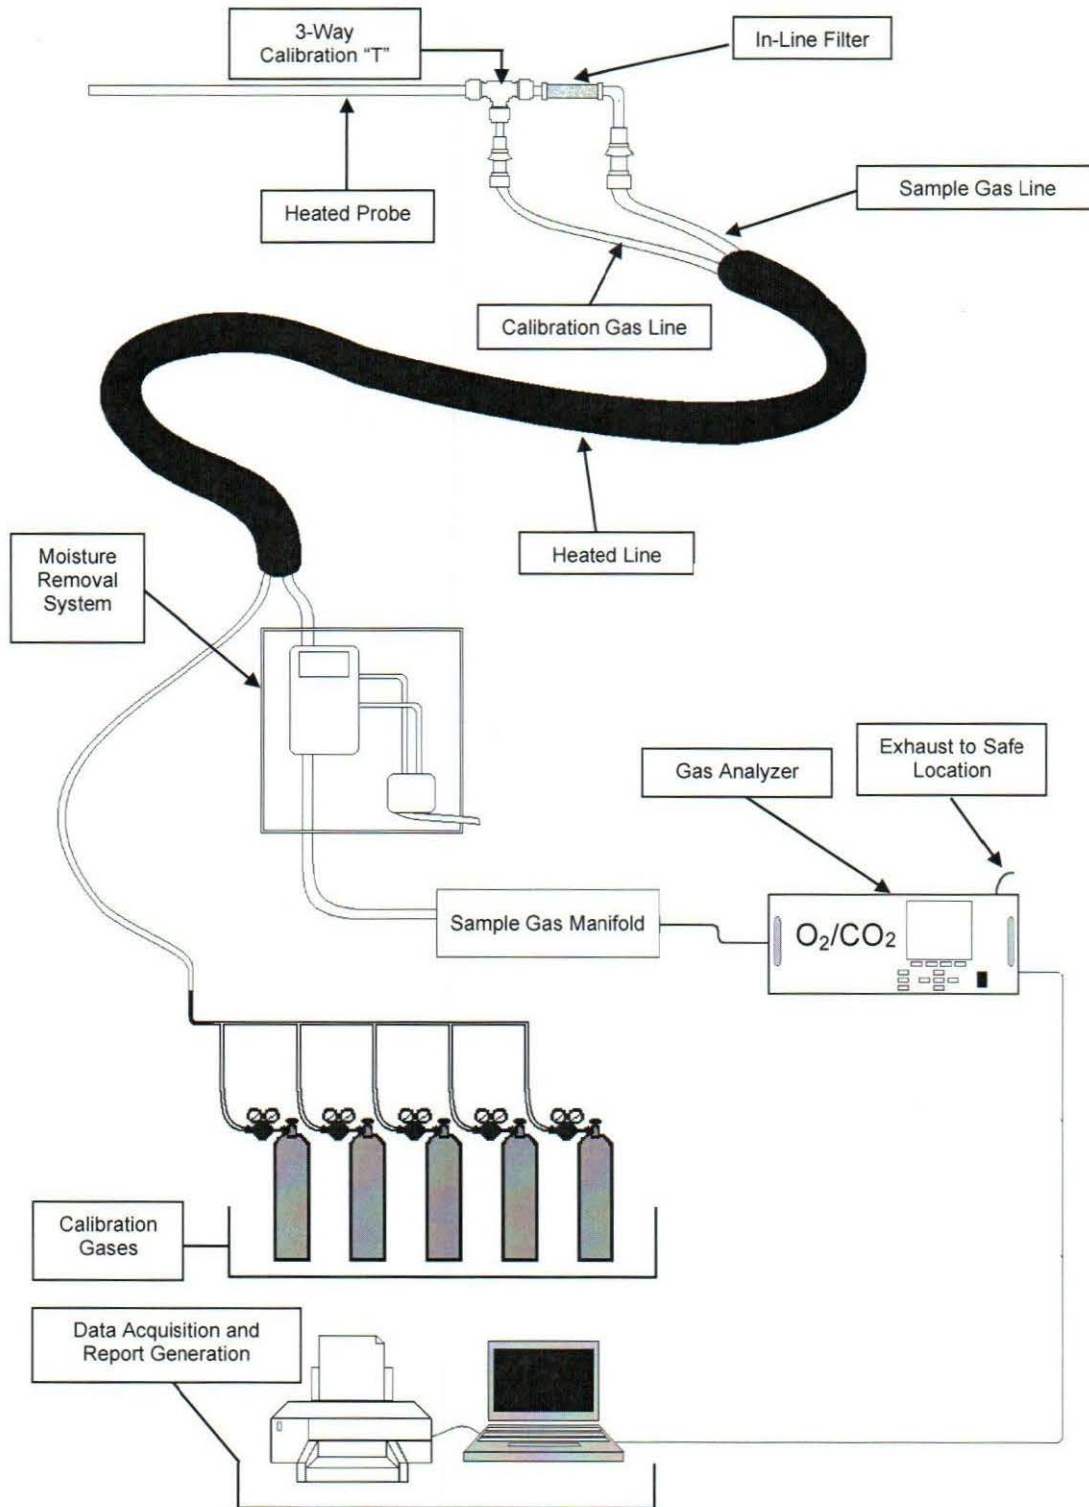 3-Way
Calibration “T”
In-Line Filter
Heated Probe
Sample Gas Line
Calibration Gas Line
Heated Line
Moisture
Removal
System
Gas Analyzer
Exhaust to Safe
Location
Sample Gas Manifold
O₂/CO₂
Calibration
Gases
Data Acquisition and
Report Generation